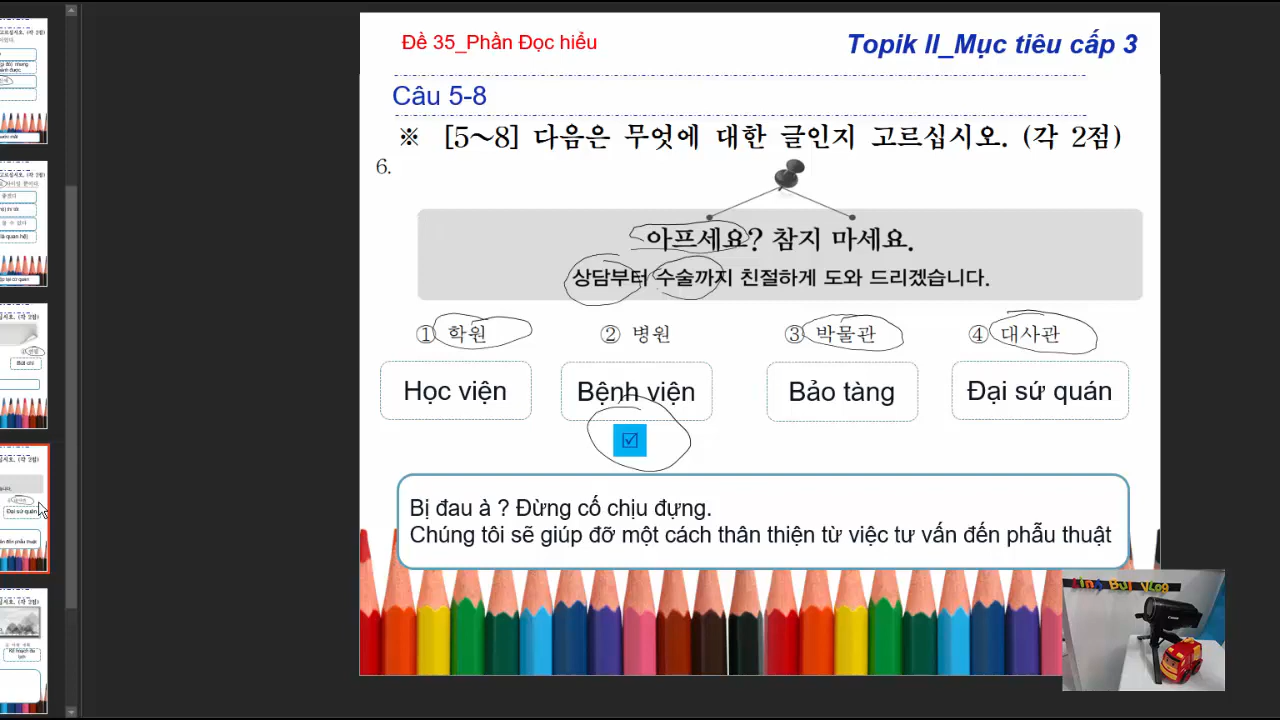 Đề 35_Phần Đọc hiểu
Topik II_Mục tiêu cấp 3
Câu 5-8
※ [5~8] 다음은 무엇에 대한 글인지 고르십시오. (각 2점)
6.
아프세요? 참지 마세요.
상담부터 수술까지 친절하게 도와 드리겠습니다.
① 학원 ② 병원 ③ 박물관 ④ 대사관
Học viện Bệnh viện Bảo tàng Đại sứ quán
Bị đau à ? Đừng cố chịu đựng.
Chúng tôi sẽ giúp đỡ một cách thân thiện từ việc tư vấn đến phẫu thuật
Linh Bui Vlog